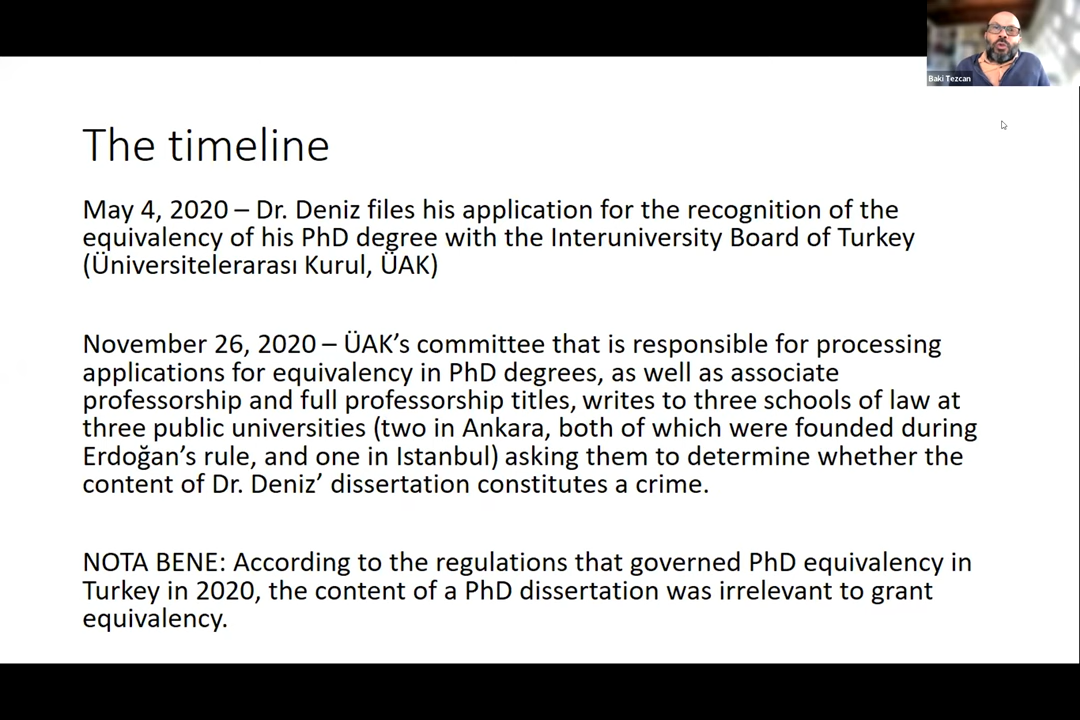 Baki Tezcan
The timeline
May 4, 2020 – Dr. Deniz files his application for the recognition of the
equivalency of his PhD degree with the Interuniversity Board of Turkey
(Üniversitelerarası Kurul, ÜAK)
November 26, 2020 – ÜAK’s committee that is responsible for processing
applications for equivalency in PhD degrees, as well as associate
professorship and full professorship titles, writes to three schools of law at
three public universities (two in Ankara, both of which were founded during
Erdoğan’s rule, and one in Istanbul) asking them to determine whether the
content of Dr. Deniz’ dissertation constitutes a crime.
NOTA BENE: According to the regulations that governed PhD equivalency in
Turkey in 2020, the content of a PhD dissertation was irrelevant to grant
equivalency.